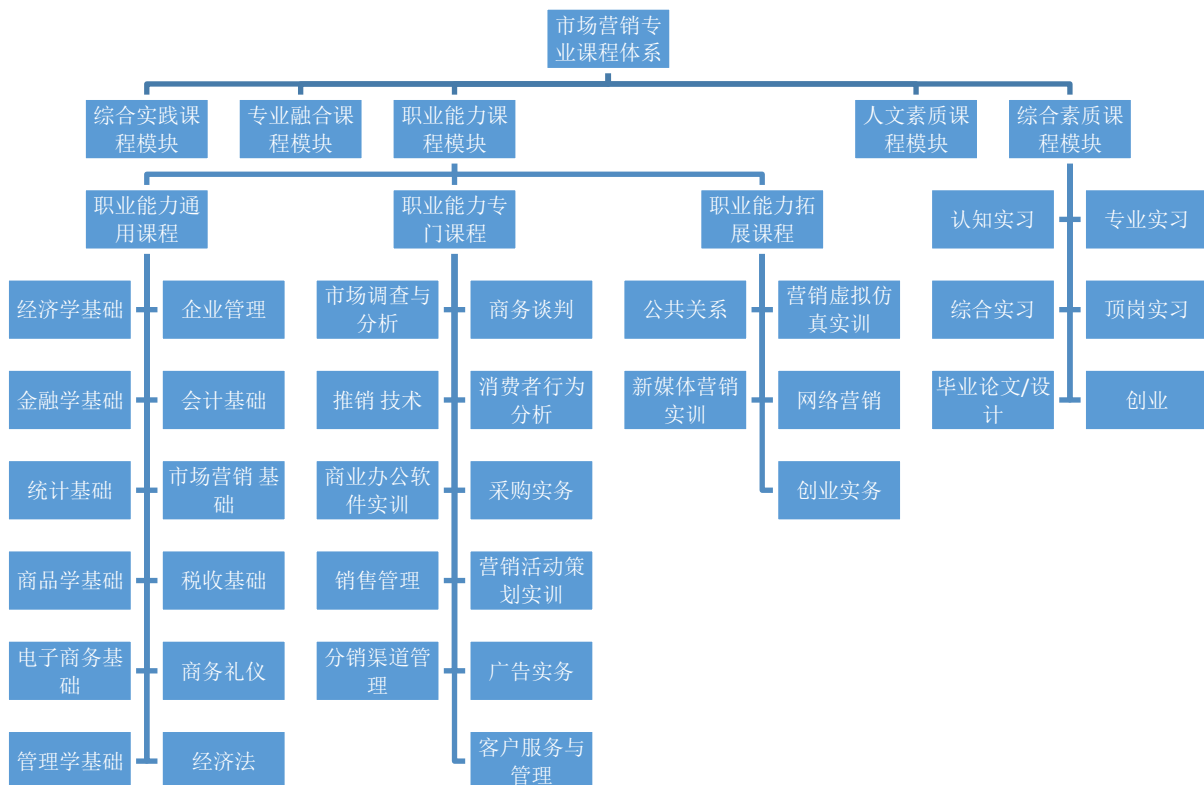 市场营销专
业课程体系
综合实践课
程模块
专业融合课
程模块
职业能力课
程模块
人文素质课
程模块
综合素质课
程模块
职业能力通
用课程
职业能力专
门课程
职业能力拓
展课程
认知实习
专业实习
经济学基础
企业管理
市场调查与
分析
商务谈判
公共关系
营销虚拟仿
真实训
综合实习
顶岗实习
金融学基础
会计基础
推销 技术
消费者行为
分析
新媒体营销
实训
网络营销
毕业论文/设
计
创业
统计基础
市场营销 基
础
商业办公软
件实训
采购实务
创业实务
商品学基础
税收基础
销售管理
营销活动策
划实训
电子商务基
础
商务礼仪
分销渠道管
理
广告实务
管理学基础
经济法
客户服务与
管理